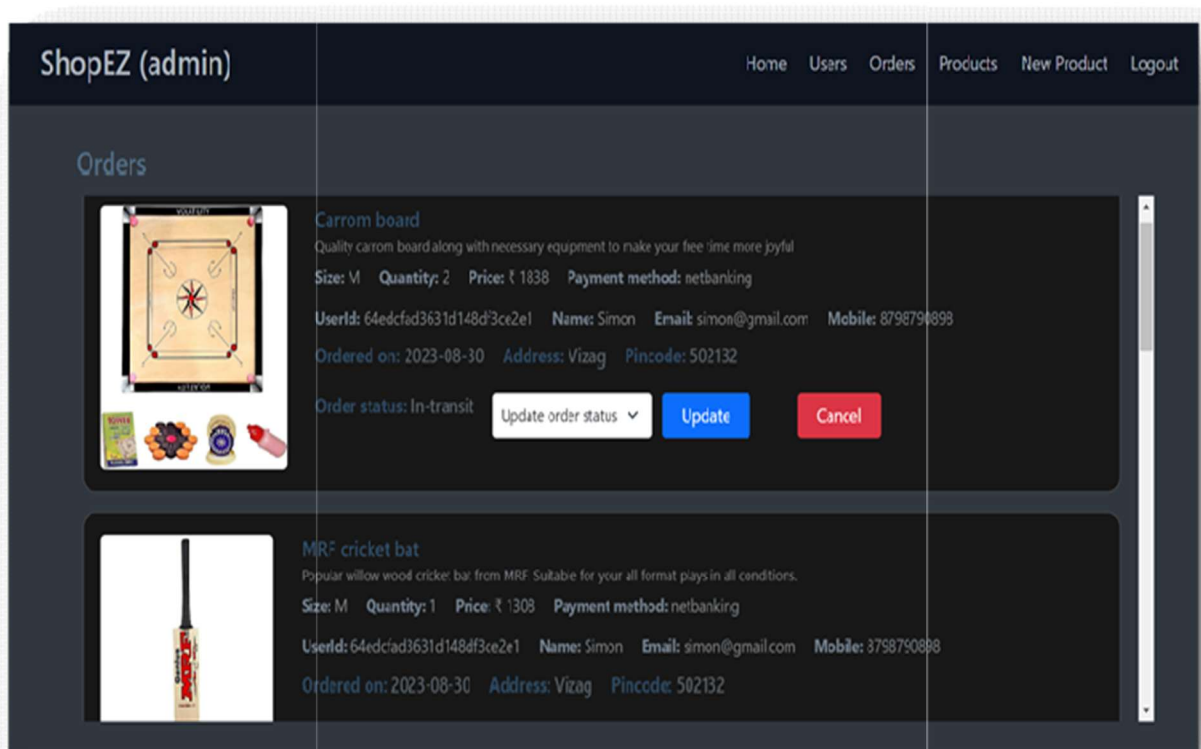 ShopEZ (admin)
Home Users Orders Products New Product Logout
Orders
Carrom board
Quality carrom board along with necessary equipment to make your free time more joyful
Size: M Quantity: 2 Price: ₹ 1838 Payment method: netbanking
UserId: 64edcfad3631d148df3ce2e1 Name: Simon Email: simon@gmail.com Mobile: 8798790898
Ordered on: 2023-08-30 Address: Vizag Pincode: 502132
Order status: In-transit Update order status Update Cancel
MRF cricket bat
Popular willow wood cricket bat from MRF. Suitable for your all format plays in all conditions.
Size: M Quantity: 1 Price: ₹ 1308 Payment method: netbanking
UserId: 64edcfad3631d148df3ce2e1 Name: Simon Email: simon@gmail.com Mobile: 8798790898
Ordered on: 2023-08-30 Address: Vizag Pincode: 502132
Genius
MRF